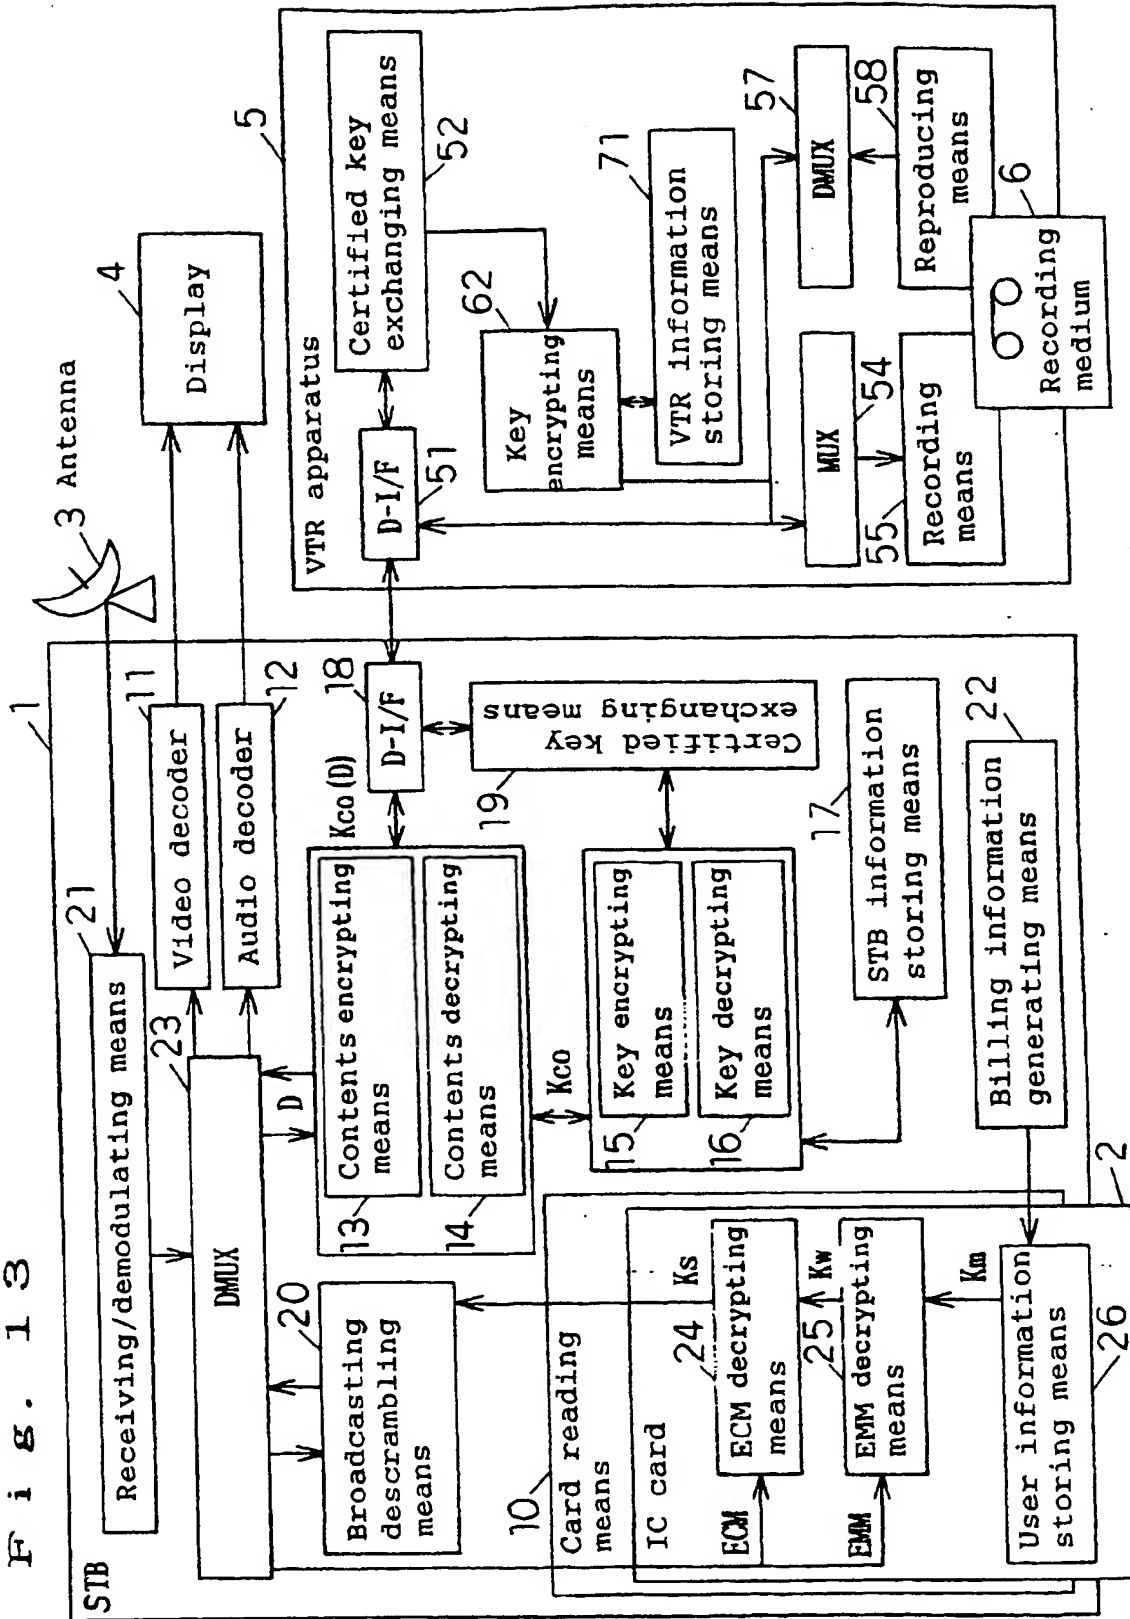 Fig. 13
STB
1
Receiving/demodulating means
21
3
Antenna
DMUX
23
Video decoder
11
Audio decoder
12
4
Display
Broadcasting
descrambling
means
20
D
Contents encrypting
means
13
Contents decrypting
means
14
Kco(D)
D-I/F
18
Certified key
exchanging means
19
Kco
Key encrypting
means
15
Key decrypting
means
16
STB information
storing means
17
Billing information
generating means
22
10
Card reading
means
IC card
2
ECM
Ks
24
ECM decrypting
means
Kw
EMM
25
EMM decrypting
means
Km
User information
storing means
26
5
VTR apparatus
D-I/F
51
Certified key
exchanging means
52
Key
encrypting
means
62
VTR information
storing means
71
MUX
54
DMUX
57
55
Recording
means
Reproducing
means
58
6
Recording
medium